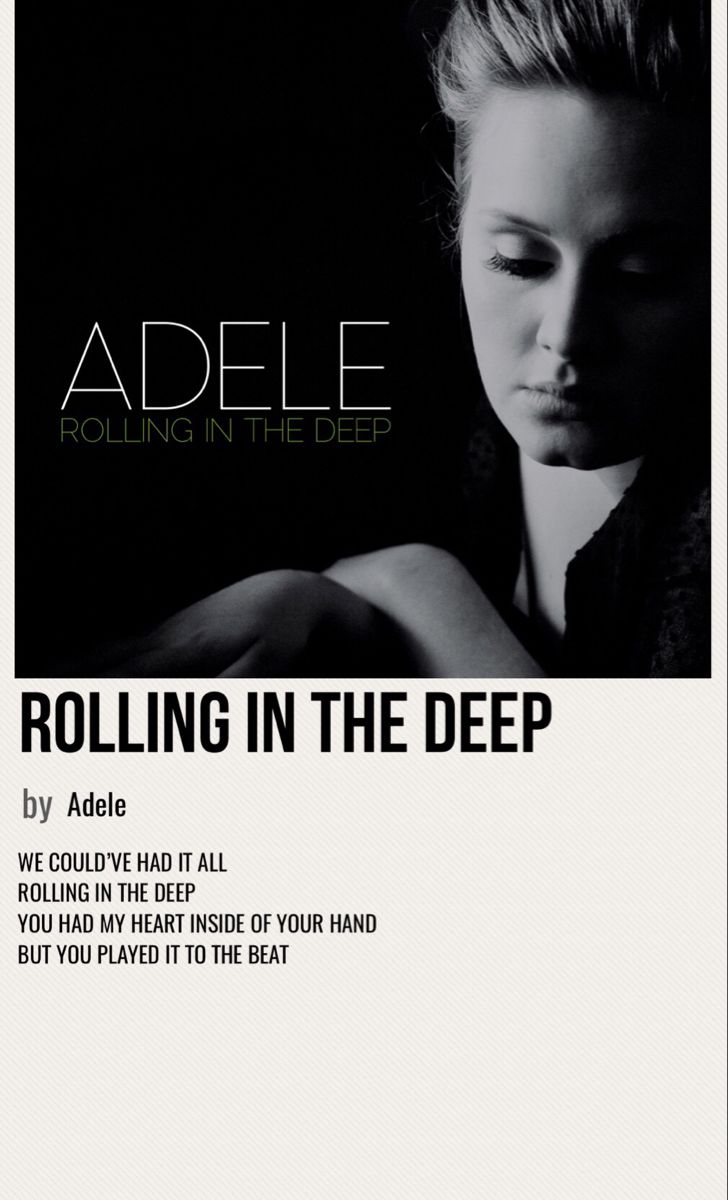 ADELE
ROLLING IN THE DEEP
ROLLING IN THE DEEP
by Adele
WE COULD’VE HAD IT ALL
ROLLING IN THE DEEP
YOU HAD MY HEART INSIDE OF YOUR HAND
BUT YOU PLAYED IT TO THE BEAT